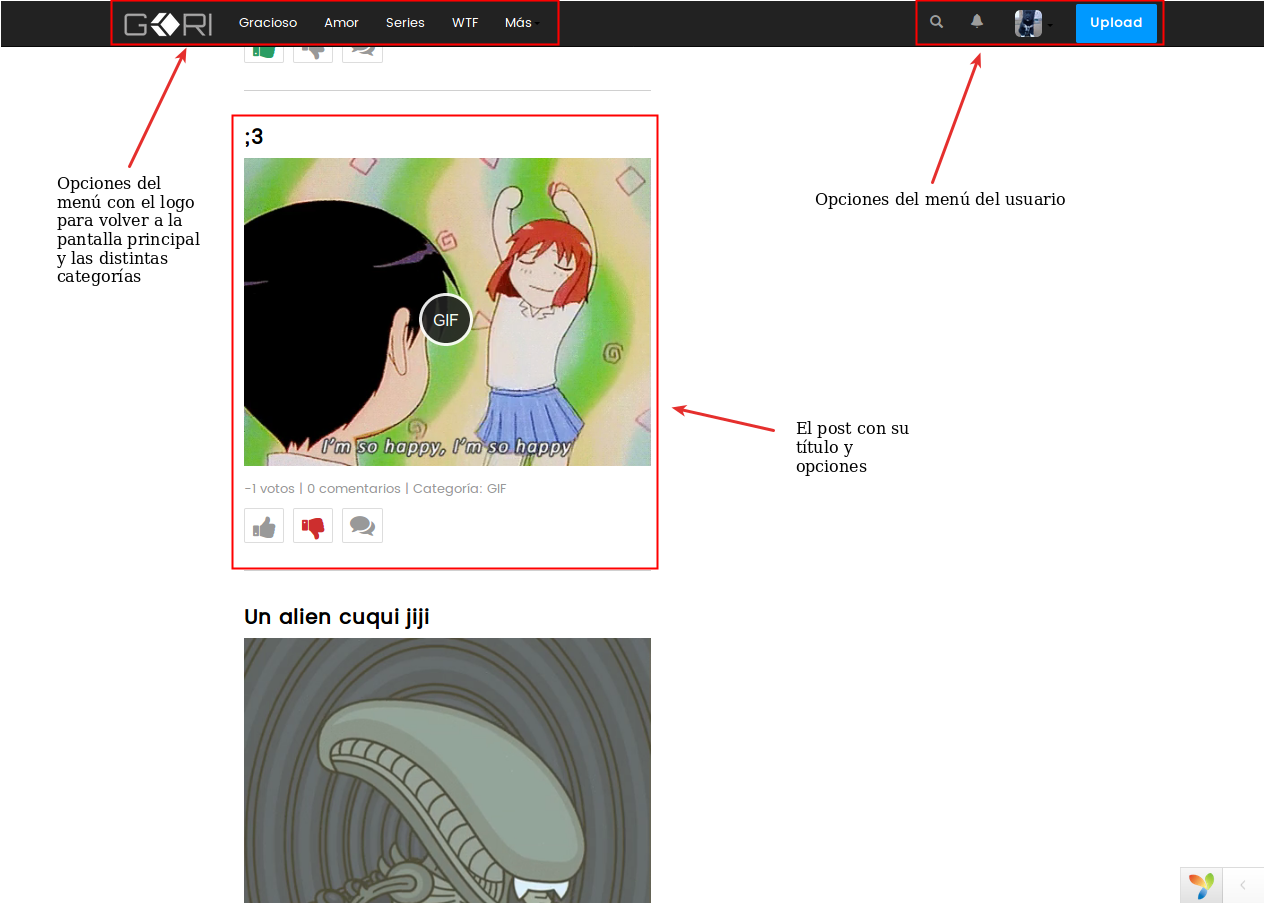 GORI Gracioso Amor Series WTF Más Upload
;3
Opciones del
menú con el logo
para volver a la
pantalla principal
y las distintas
categorías
Opciones del menú del usuario
GIF
I'm so happy, I'm so happy
El post con su
título y
opciones
-1 votos | 0 comentarios | Categoría: GIF
Un alien cuqui jiji